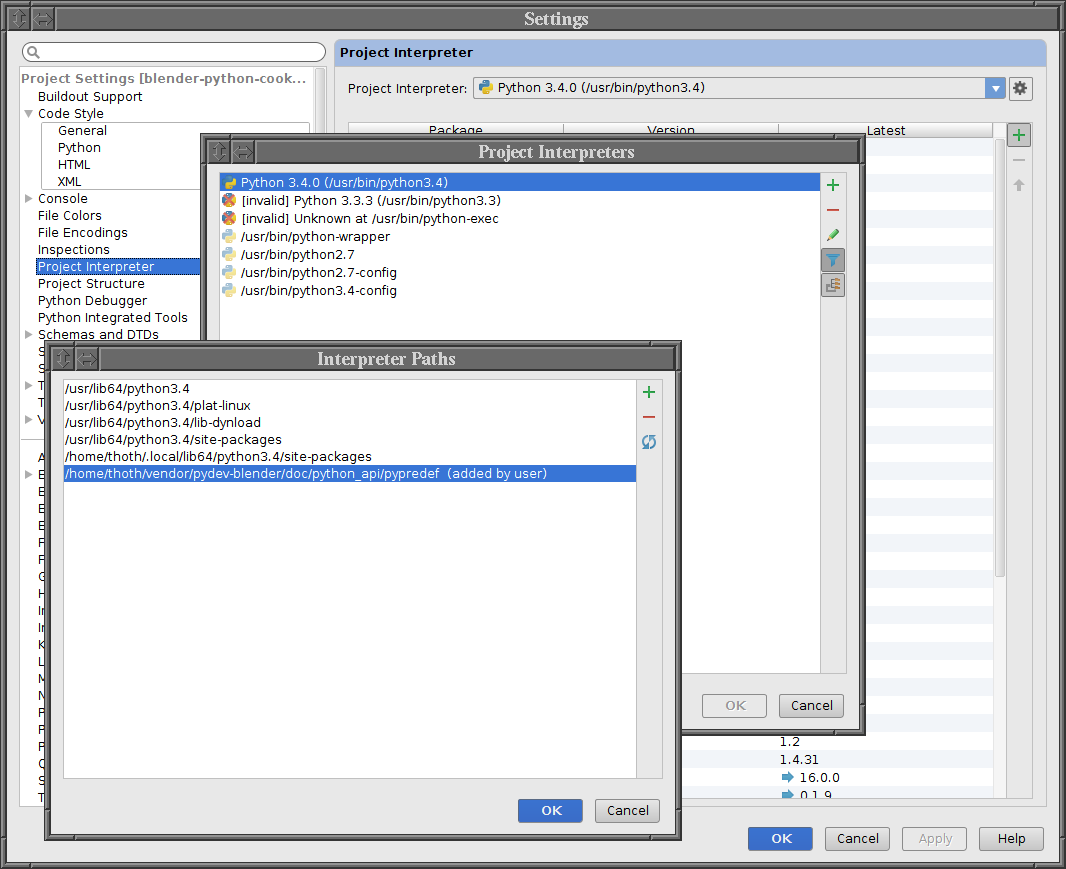 Settings
Project Settings [blender-python-cook...
Buildout Support
Code Style
General
Python
HTML
XML
Console
File Colors
File Encodings
Inspections
Project Interpreter
Project Structure
Python Debugger
Python Integrated Tools
Schemas and DTDs
Project Interpreter
Project Interpreter: Python 3.4.0 (/usr/bin/python3.4)
Package Version Latest
Project Interpreters
Python 3.4.0 (/usr/bin/python3.4)
[invalid] Python 3.3.3 (/usr/bin/python3.3)
[invalid] Unknown at /usr/bin/python-exec
/usr/bin/python-wrapper
/usr/bin/python2.7
/usr/bin/python2.7-config
/usr/bin/python3.4-config
OK Cancel
Interpreter Paths
/usr/lib64/python3.4
/usr/lib64/python3.4/plat-linux
/usr/lib64/python3.4/lib-dynload
/usr/lib64/python3.4/site-packages
/home/thoth/.local/lib64/python3.4/site-packages
/home/thoth/vendor/pydev-blender/doc/python_api/pypredef (added by user)
OK Cancel
1.2
1.4.31
16.0.0
0.1.9
OK Cancel Apply Help